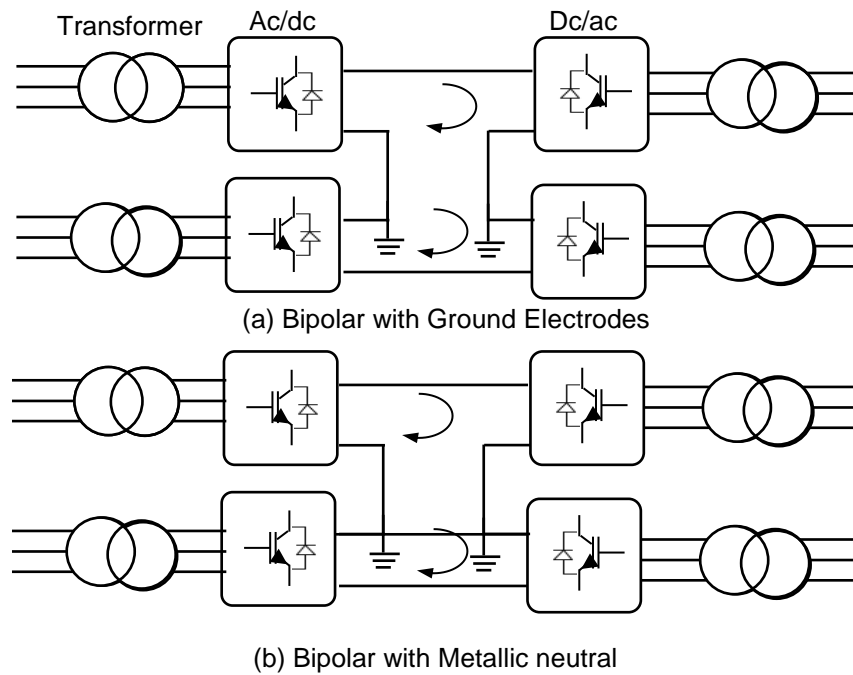 Transformer
Ac/dc
Dc/ac
(a) Bipolar with Ground Electrodes
(b) Bipolar with Metallic neutral